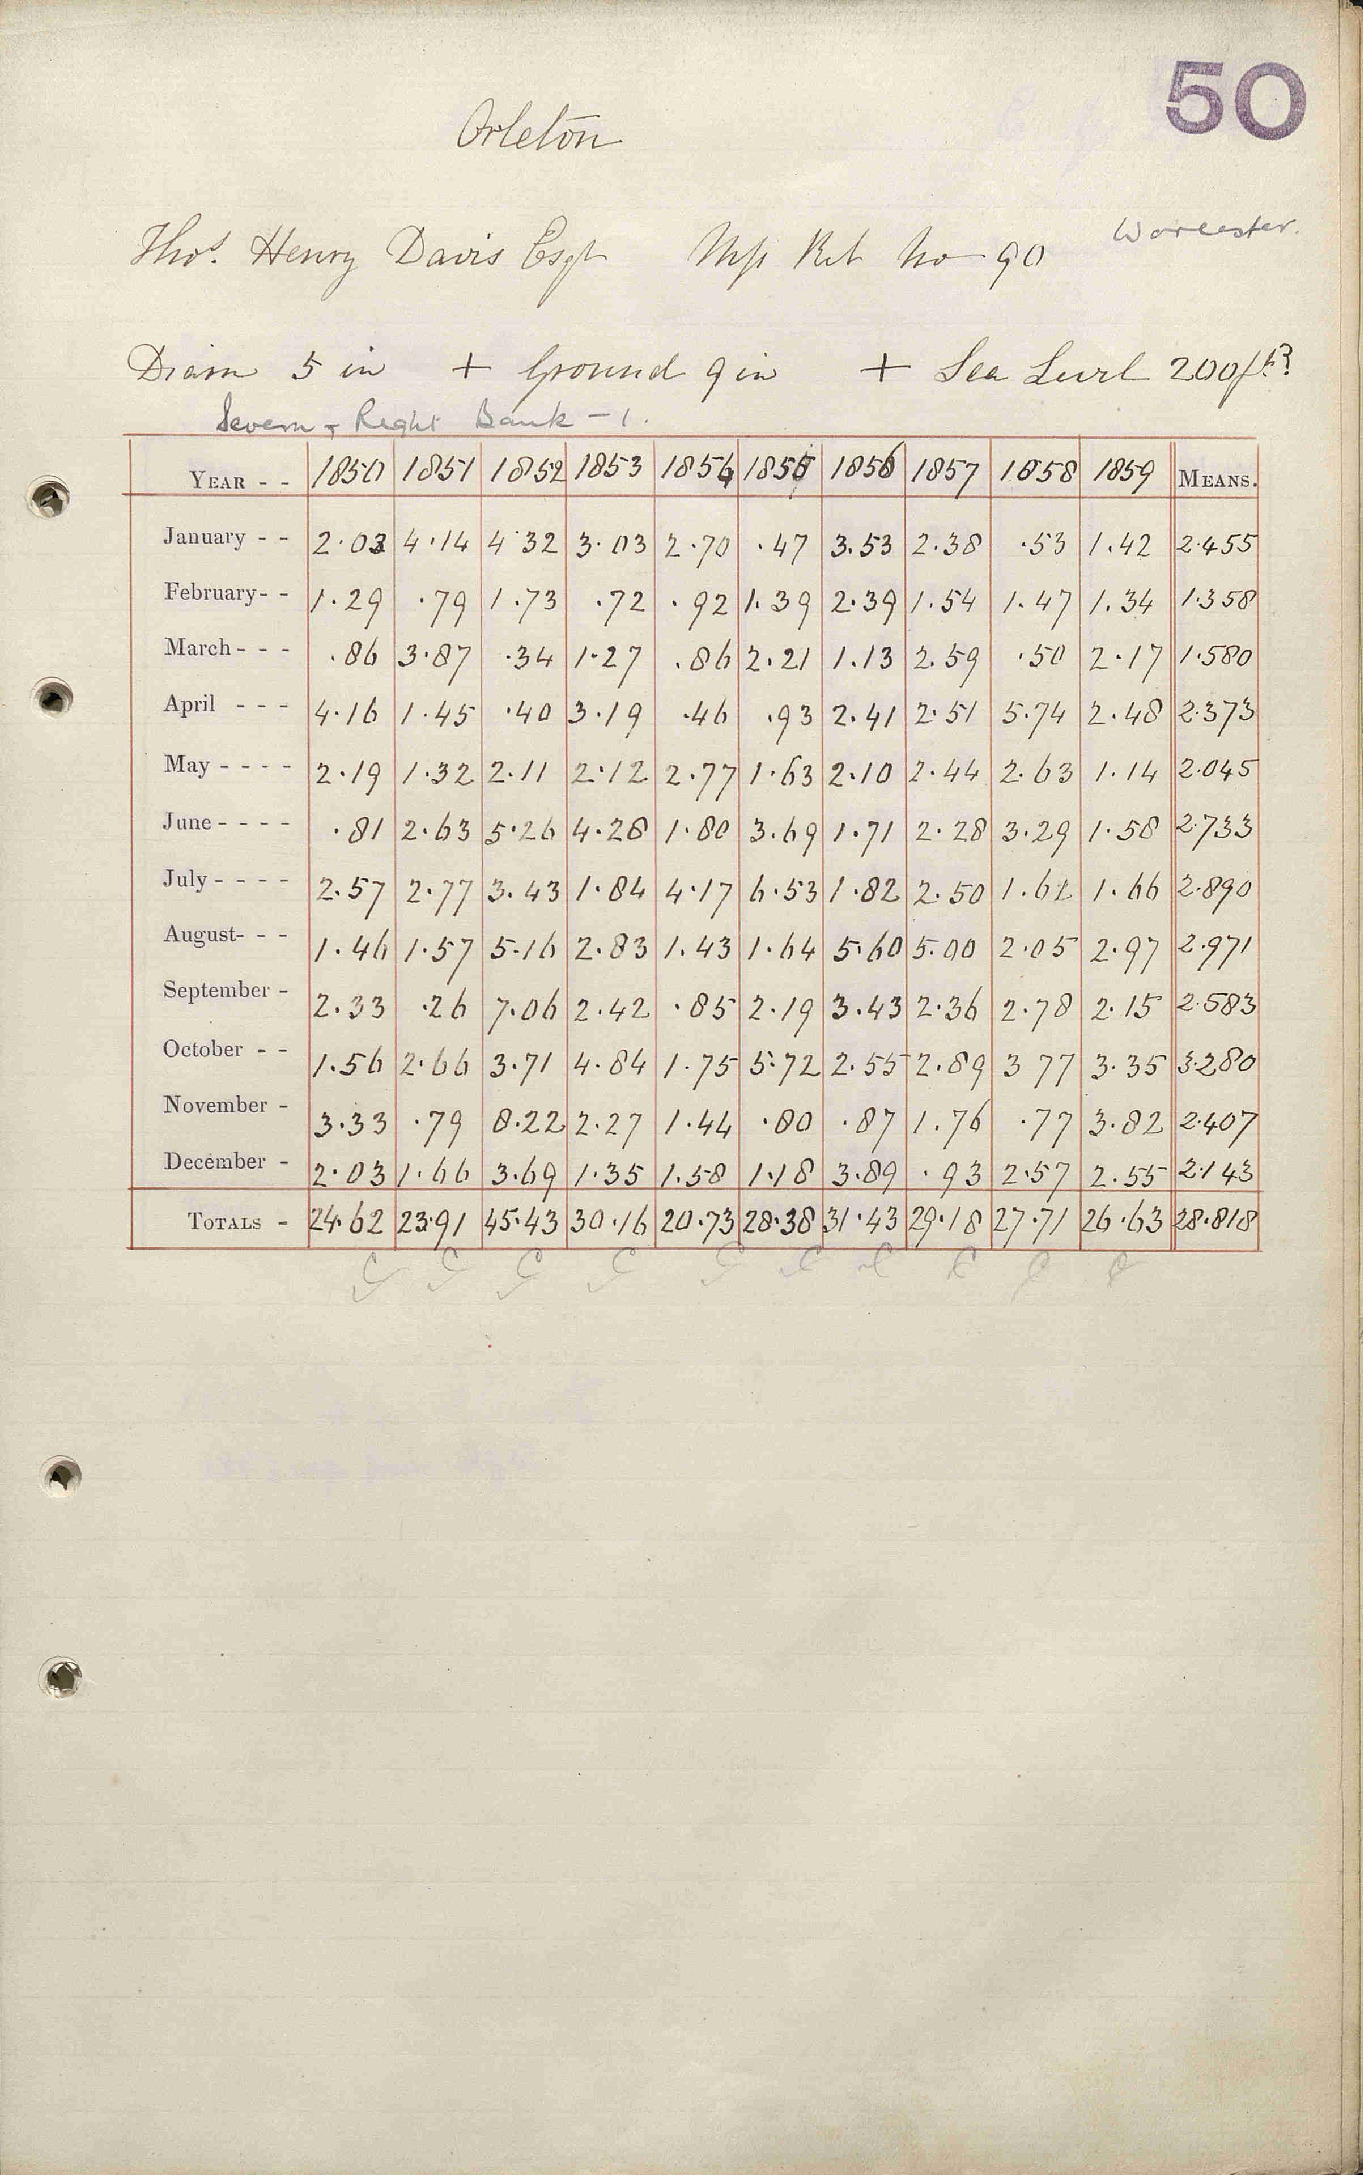 50
Orleton
Worcester.
Thos. Henry Davis Esqr Mss Ret No 90
Diam 5 in + Ground 9 in + Sea Level 200ft?
Severn - Right Bank - 1.
YEAR - - 1850 1851 1852 1853 1854 1855 1856 1857 1858 1859 MEANS.
January - - 2.03 4.14 4.32 3.03 2.70 .47 3.53 2.38 .53 1.42 2.455
February - - 1.29 .79 1.73 .72 .92 1.39 2.39 1.54 1.47 1.34 1.358
March - - - .86 3.87 .34 1.27 .86 2.21 1.13 2.59 .50 2.17 1.580
April - - - 4.16 1.45 .40 3.19 .46 .93 2.41 2.51 5.74 2.48 2.373
May - - - - 2.19 1.32 2.11 2.12 2.77 1.63 2.10 2.44 2.63 1.14 2.045
June - - - - .81 2.63 5.26 4.28 1.80 3.69 1.71 2.28 3.29 1.58 2.733
July - - - - 2.57 2.77 3.43 1.84 4.17 6.53 1.82 2.50 1.61 1.66 2.890
August - - - 1.46 1.57 5.16 2.83 1.43 1.64 5.60 5.00 2.05 2.97 2.971
September - 2.33 .26 7.06 2.42 .85 2.19 3.43 2.36 2.78 2.15 2.583
October - - 1.56 2.66 3.71 4.84 1.75 5.72 2.55 2.89 3 77 3.35 3.280
November - 3.33 .79 8.22 2.27 1.44 .80 .87 1.76 .77 3.82 2.407
December - 2.03 1.66 3.69 1.35 1.58 1.18 3.89 .93 2.57 2.55 2.143
TOTALS - 24.62 23.91 45.43 30.16 20.73 28.38 31.43 29.18 27.71 26.63 28.818